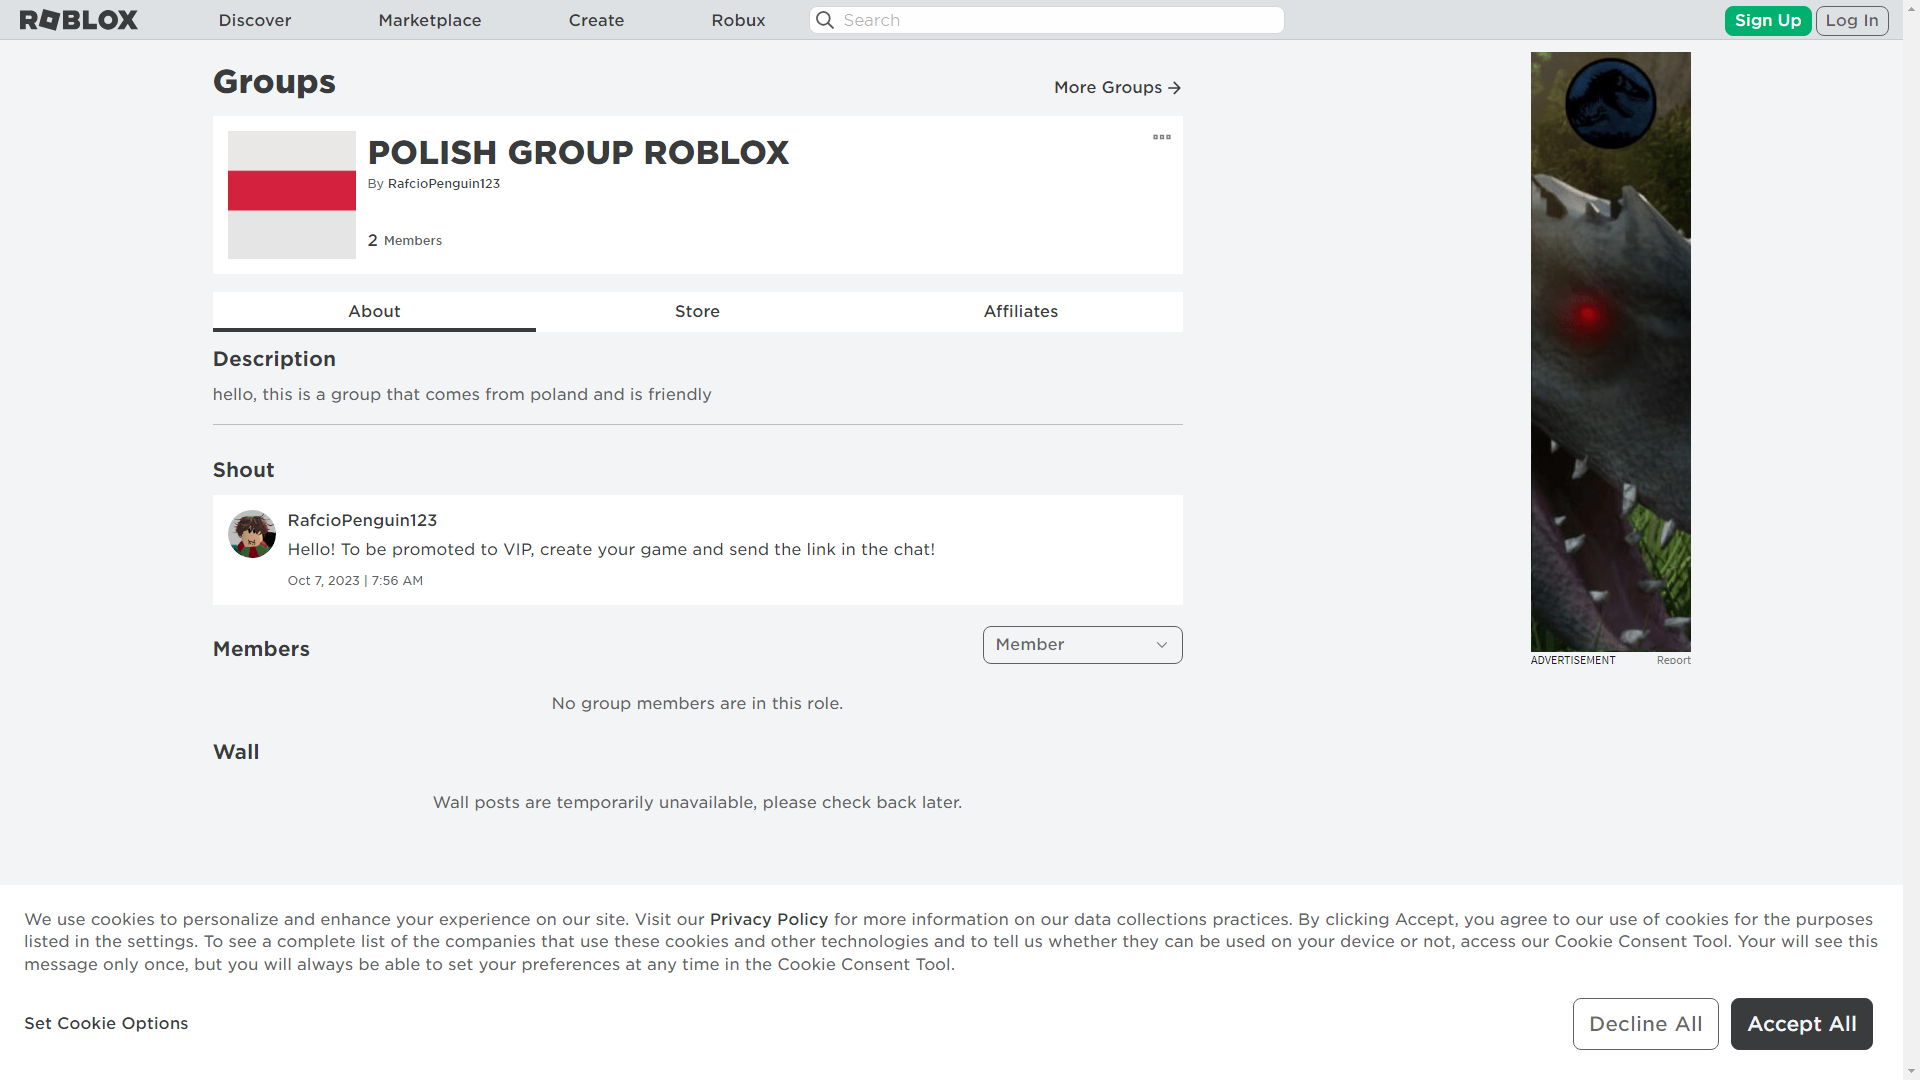 ROBLOX
Discover
Marketplace
Create
Robux
Search
Sign Up
Log In
Groups
More Groups
POLISH GROUP ROBLOX
By RafcioPenguin123
2 Members
About
Store
Affiliates
Description
hello, this is a group that comes from poland and is friendly
Shout
RafcioPenguin123
Hello! To be promoted to VIP, create your game and send the link in the chat!
Oct 7, 2023 | 7:56 AM
Members
Member
No group members are in this role.
Wall
Wall posts are temporarily unavailable, please check back later.
ADVERTISEMENT
Report
We use cookies to personalize and enhance your experience on our site. Visit our Privacy Policy for more information on our data collections practices. By clicking Accept, you agree to our use of cookies for the purposes
listed in the settings. To see a complete list of the companies that use these cookies and other technologies and to tell us whether they can be used on your device or not, access our Cookie Consent Tool. Your will see this
message only once, but you will always be able to set your preferences at any time in the Cookie Consent Tool.
Set Cookie Options
Decline All
Accept All